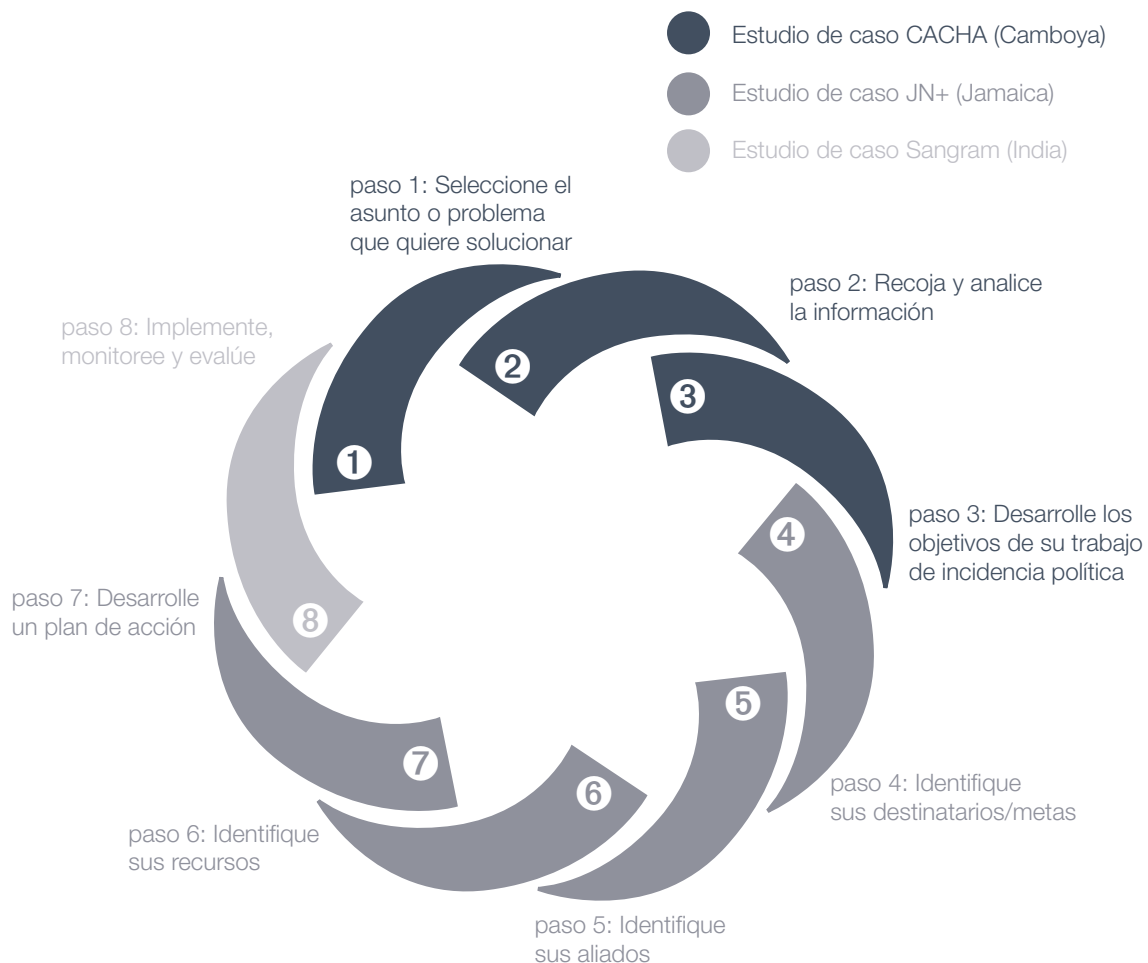 Estudio de caso CACHA (Camboya)
Estudio de caso JN+ (Jamaica)
Estudio de caso Sangram (India)
paso 1: Seleccione el
asunto o problema
que quiere solucionar
paso 2: Recoja y analice
la información
paso 3: Desarrolle los
objetivos de su trabajo
de incidencia política
paso 4: Identifique
sus destinatarios/metas
paso 5: Identifique
sus aliados
paso 6: Identifique
sus recursos
paso 7: Desarrolle
un plan de acción
paso 8: Implemente,
monitoree y evalúe
1
2
3
4
5
6
7
8